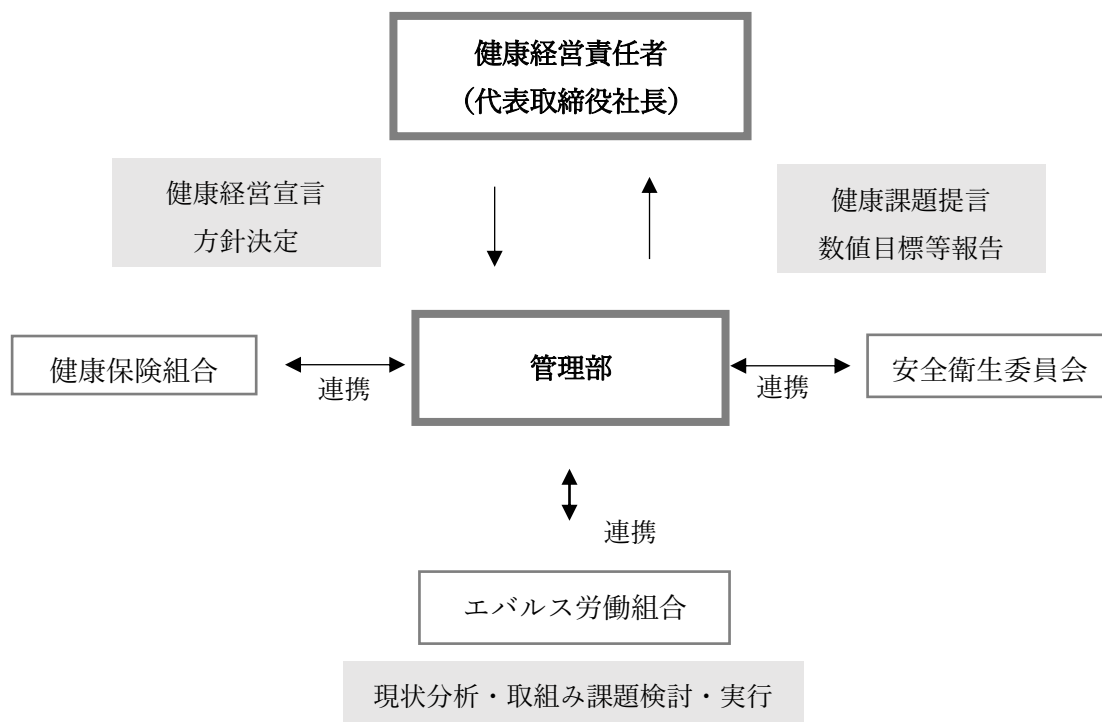 健康経営責任者
（代表取締役社長）
健康経営宣言
方針決定
健康課題提言
数値目標等報告
健康保険組合
連携
管理部
連携
安全衛生委員会
連携
エバルス労働組合
現状分析・取組み課題検討・実行